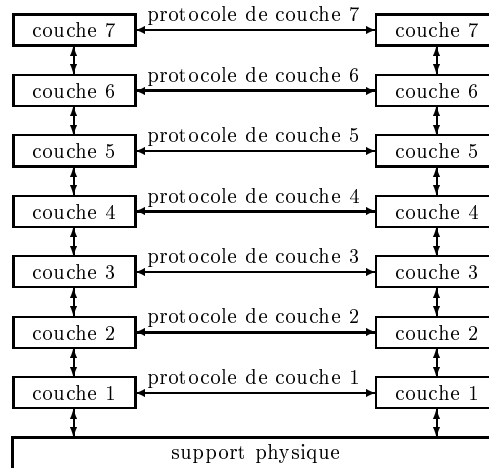 couche 7 protocole de couche 7 couche 7
couche 6 protocole de couche 6 couche 6
couche 5 protocole de couche 5 couche 5
couche 4 protocole de couche 4 couche 4
couche 3 protocole de couche 3 couche 3
couche 2 protocole de couche 2 couche 2
couche 1 protocole de couche 1 couche 1
support physique